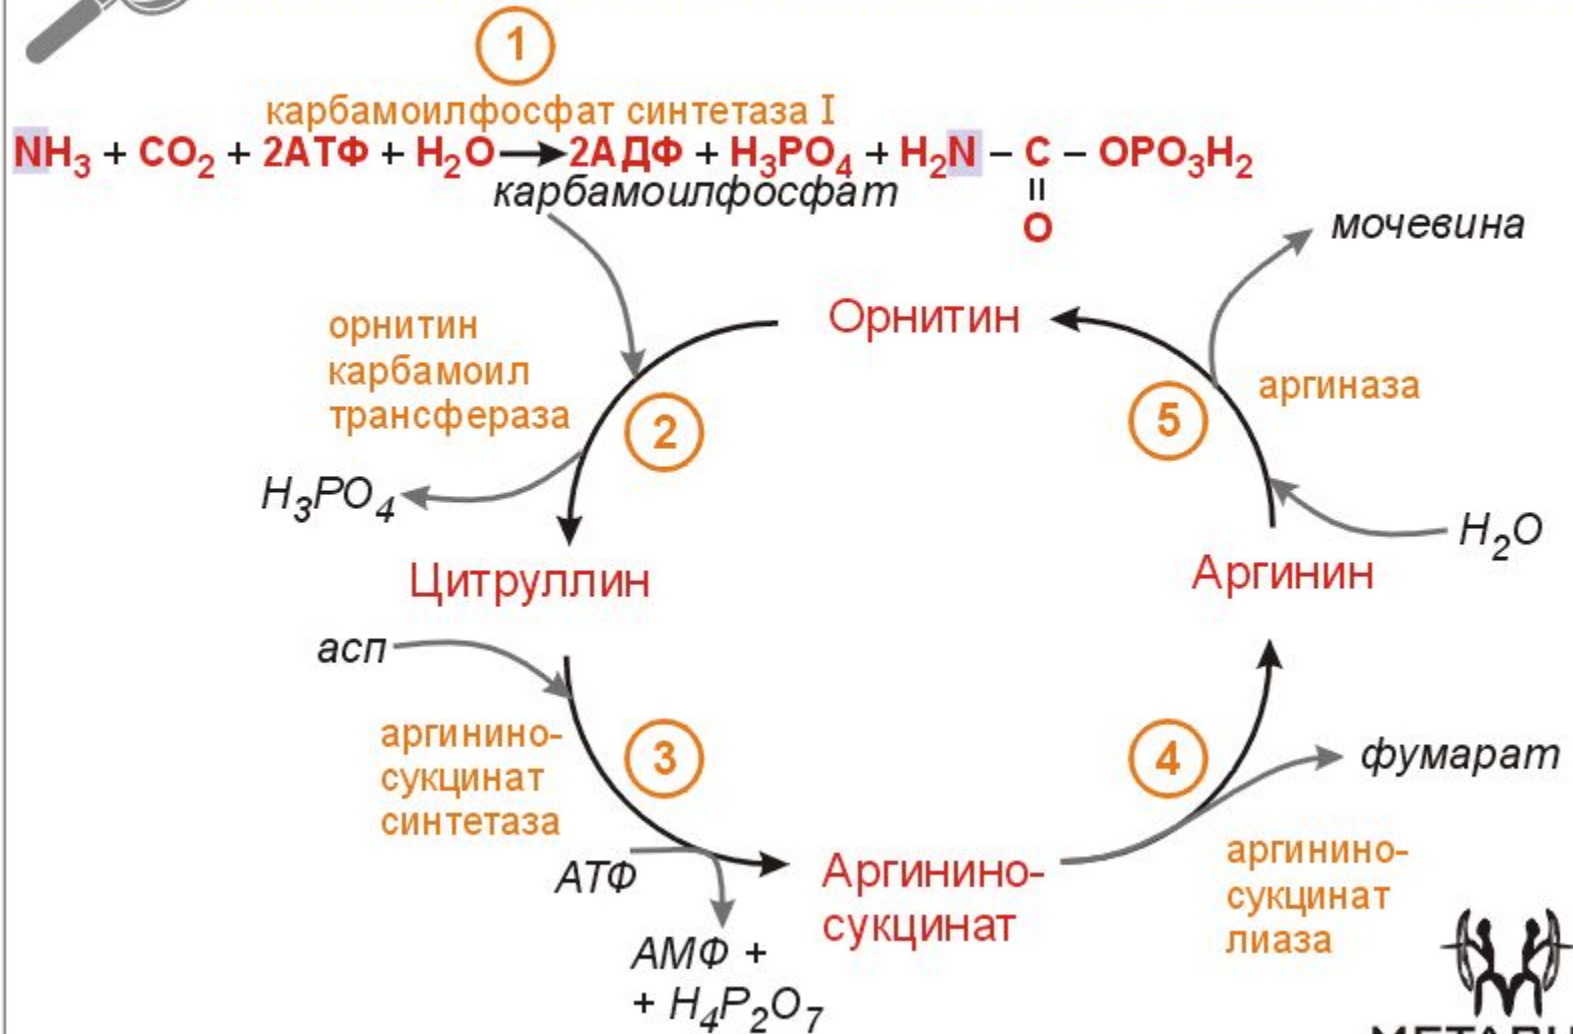 1
карбамоилфосфат синтетаза I
NH₃ + CO₂ + 2АТФ + H₂O → 2АДФ + H₃PO₄ + H₂N – C – OPO₃H₂
карбамоилфосфат
=
O
мочевина
Орнитин
орнитин
карбамоил
трансфераза
аргиназа
2
5
H₃PO₄
H₂O
Цитруллин
Аргинин
асп
аргинино-
сукцинат
синтетаза
3
4
фумарат
АТФ
Аргинино-
сукцинат
аргинино-
сукцинат
лиаза
АМФ +
+ H₄P₂O₇